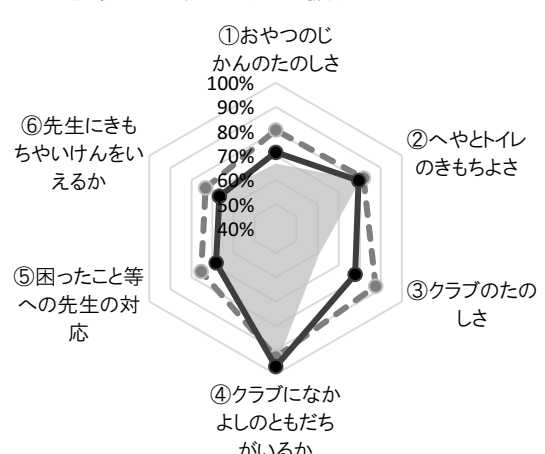 ①おやつのじ
かんのたのしさ
100%
90%
80%
70%
60%
50%
40%
②へやとトイレ
のきもちよさ
③クラブのたの
しさ
④クラブになか
よしのともだち
がいるか
⑤困ったこと等
への先生の対
応
⑥先生にきも
ちやいけんをい
えるか